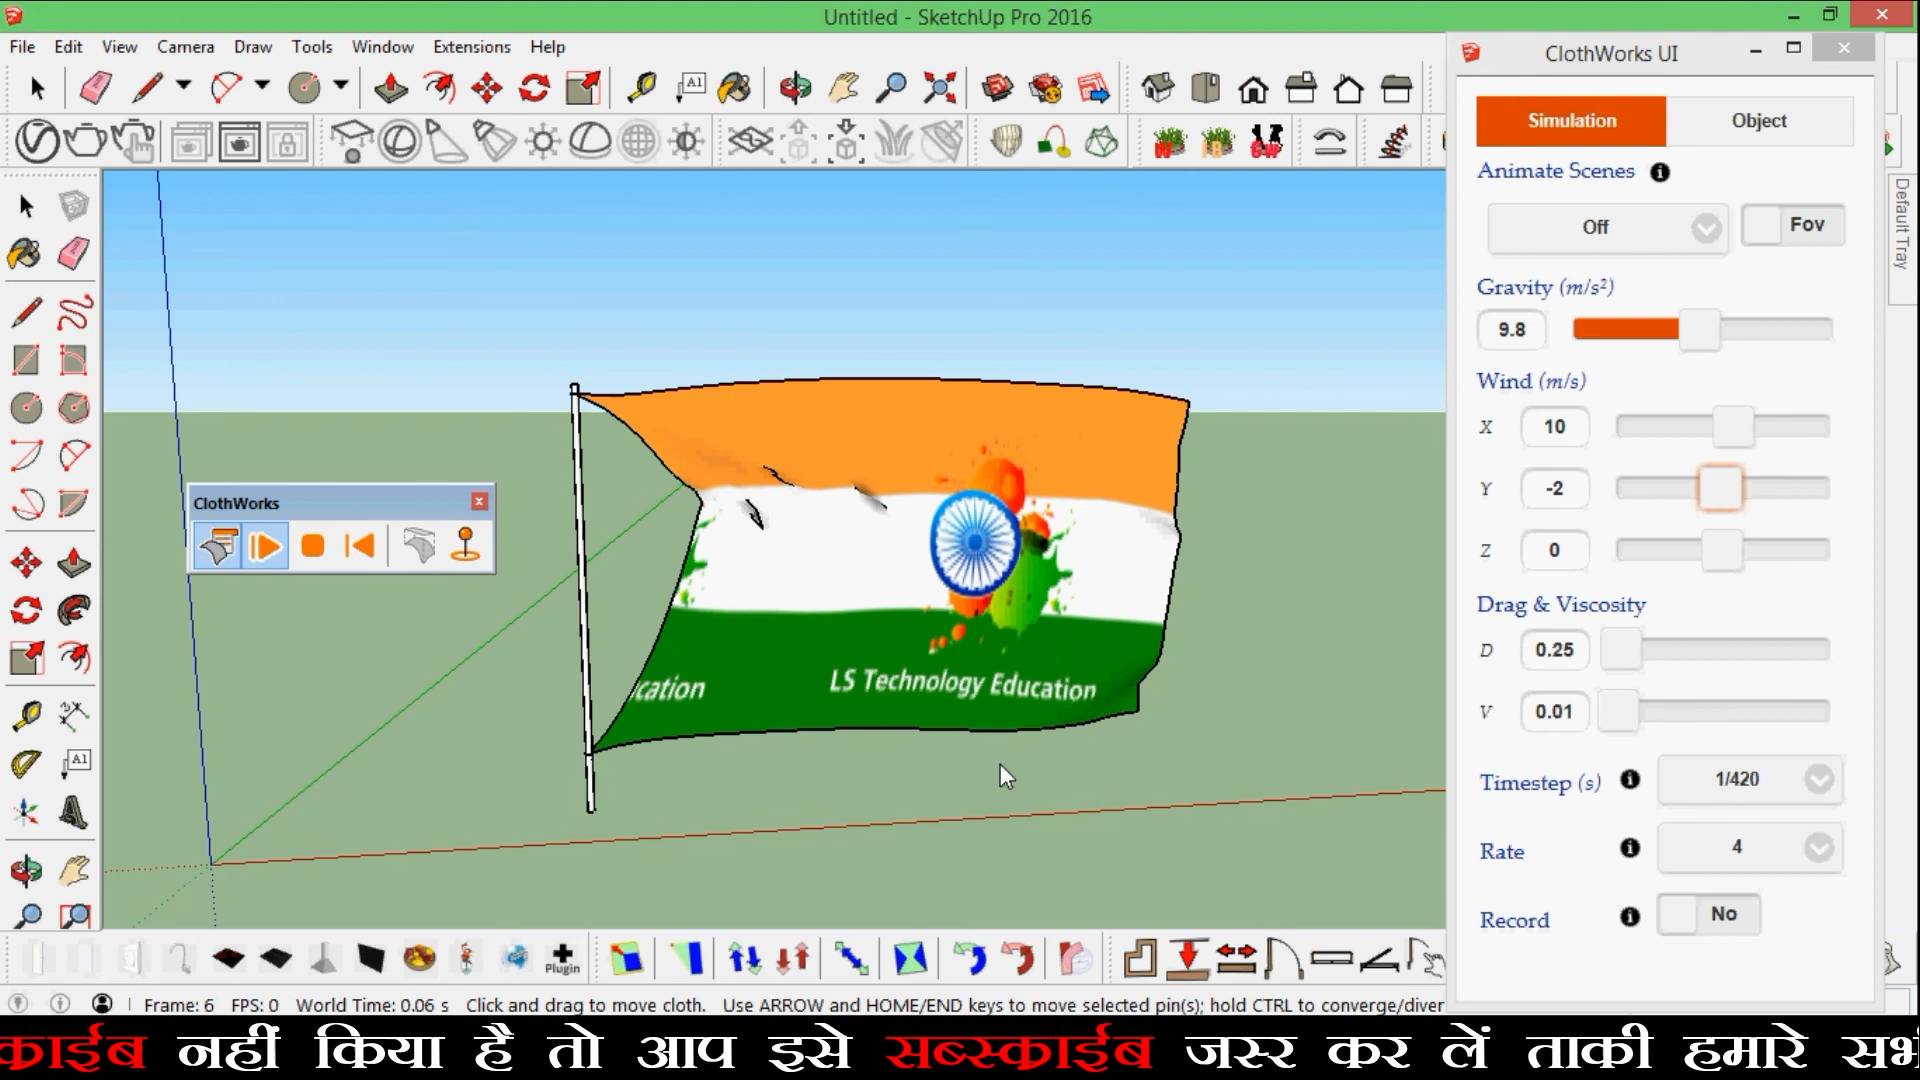 Untitled - SketchUp Pro 2016
File Edit View Camera Draw Tools Window Extensions Help
ClothWorks UI
A1
Simulation Object
Animate Scenes
Off Fov
Gravity (m/s²)
9.8
Wind (m/s)
X 10
Y -2
Z 0
Drag & Viscosity
D 0.25
V 0.01
Timestep (s) 1/420
Rate 4
Record No
Default Tray
ClothWorks
cation
LS Technology Education
A1
Plugin
Frame: 6 FPS: 0 World Time: 0.06 s Click and drag to move cloth. Use ARROW and HOME/END keys to move selected pin(s); hold CTRL to converge/diver
क्राईब नहीं किया है तो आप इसे सब्स्क्राईब जरूर कर लें ताकी हमारे सभ